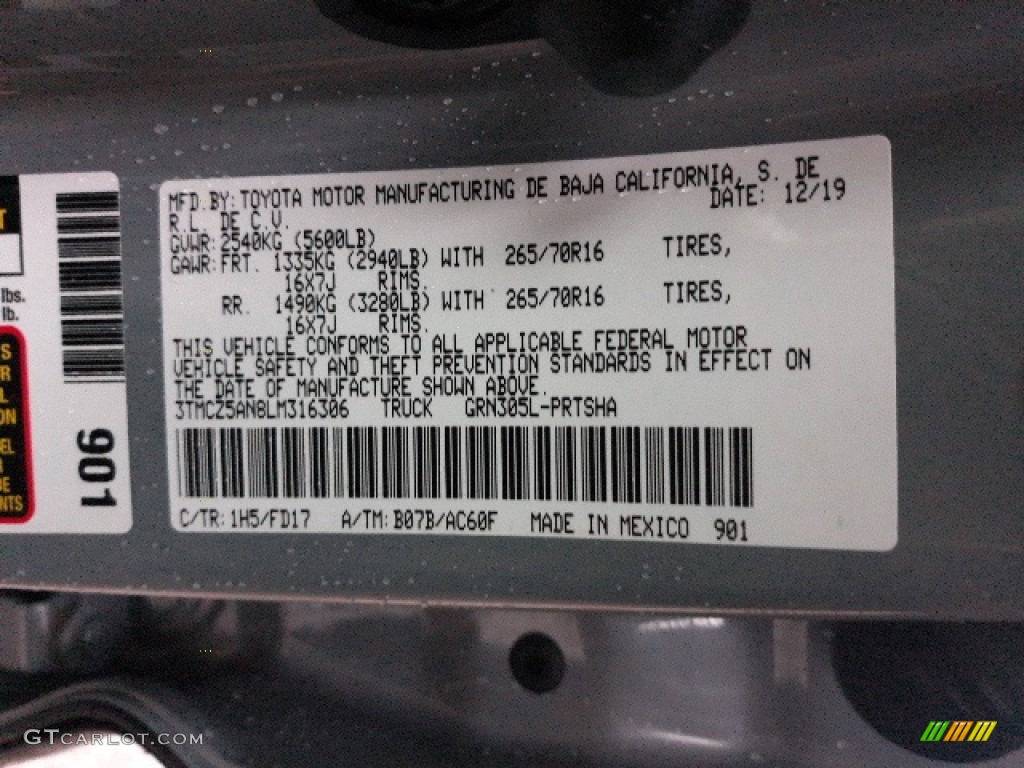 MFD.BY: TOYOTA MOTOR MANUFACTURING DE BAJA CALIFORNIA, S. DE
R.L. DE C.V. DATE: 12/19
GVWR: 2540KG (5600LB)
GAWR: FRT. 1335KG (2940LB) WITH 265/70R16 TIRES,
16X7J RIMS.
RR. 1490KG (3280LB) WITH 265/70R16 TIRES,
16X7J RIMS.
THIS VEHICLE CONFORMS TO ALL APPLICABLE FEDERAL MOTOR
VEHICLE SAFETY AND THEFT PREVENTION STANDARDS IN EFFECT ON
THE DATE OF MANUFACTURE SHOWN ABOVE.
3TMCZ5AN8LM316306 TRUCK GRN305L-PRTSHA
C/TR: 1H5/FD17 A/TM: B07B/AC60F MADE IN MEXICO 901
lbs.
lb.
901
GTCARLOT.COM